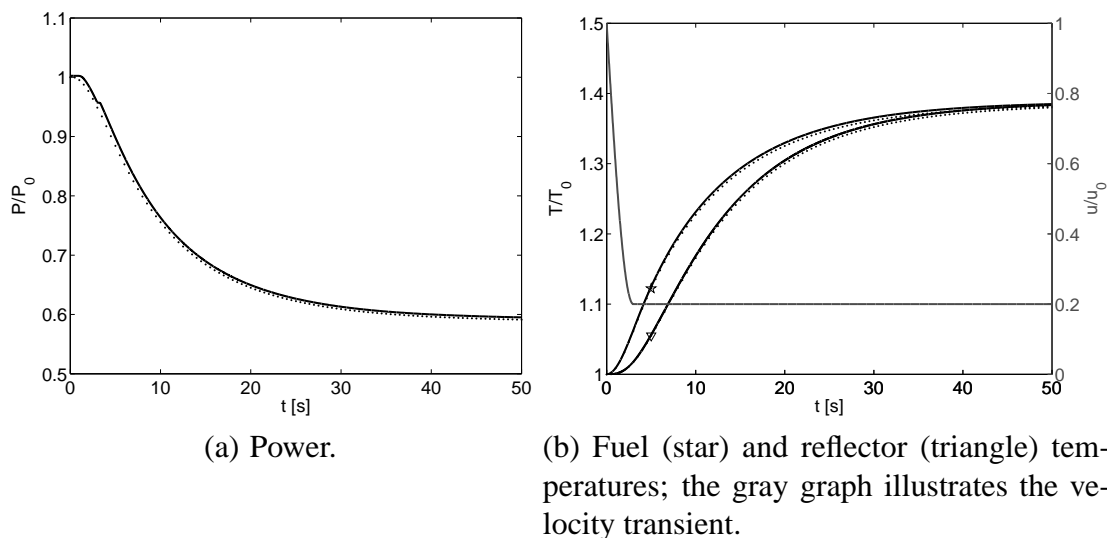 1.1
1
0.9
0.8
0.7
0.6
0.5
P/P0
0 10 20 30 40 50
t [s]
(a) Power.
1.5
1.4
1.3
1.2
1.1
1
T/T0
1
0.8
0.6
0.4
0.2
0
u/u0
0 10 20 30 40 50
t [s]
(b) Fuel (star) and reflector (triangle) tem-
peratures; the gray graph illustrates the ve-
locity transient.